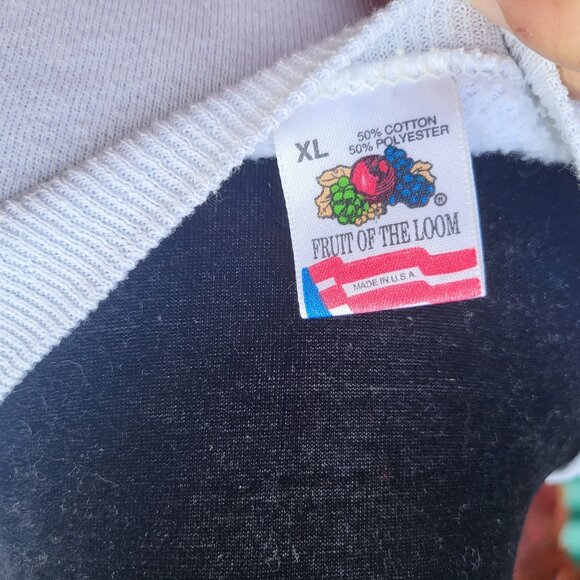 XL
50% COTTON
50% POLYESTER
®
FRUIT OF THE LOOM
MADE IN U.S.A.